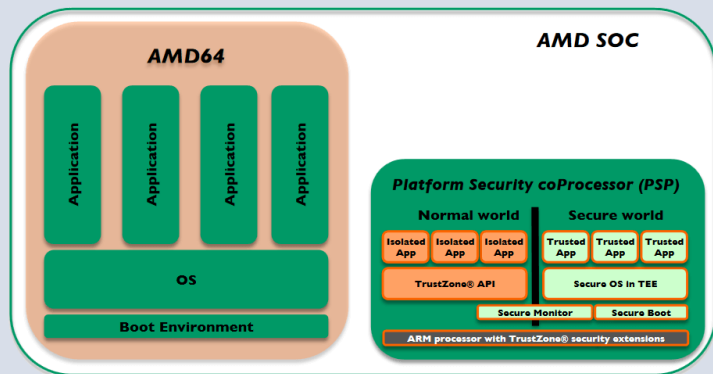 AMD64
AMD SOC
Application
Application
Application
Application
OS
Boot Environment
Platform Security coProcessor (PSP)
Normal world
Secure world
Isolated
App
Isolated
App
Isolated
App
Trusted
App
Trusted
App
Trusted
App
TrustZone® API
Secure OS in TEE
Secure Monitor
Secure Boot
ARM processor with TrustZone® security extensions